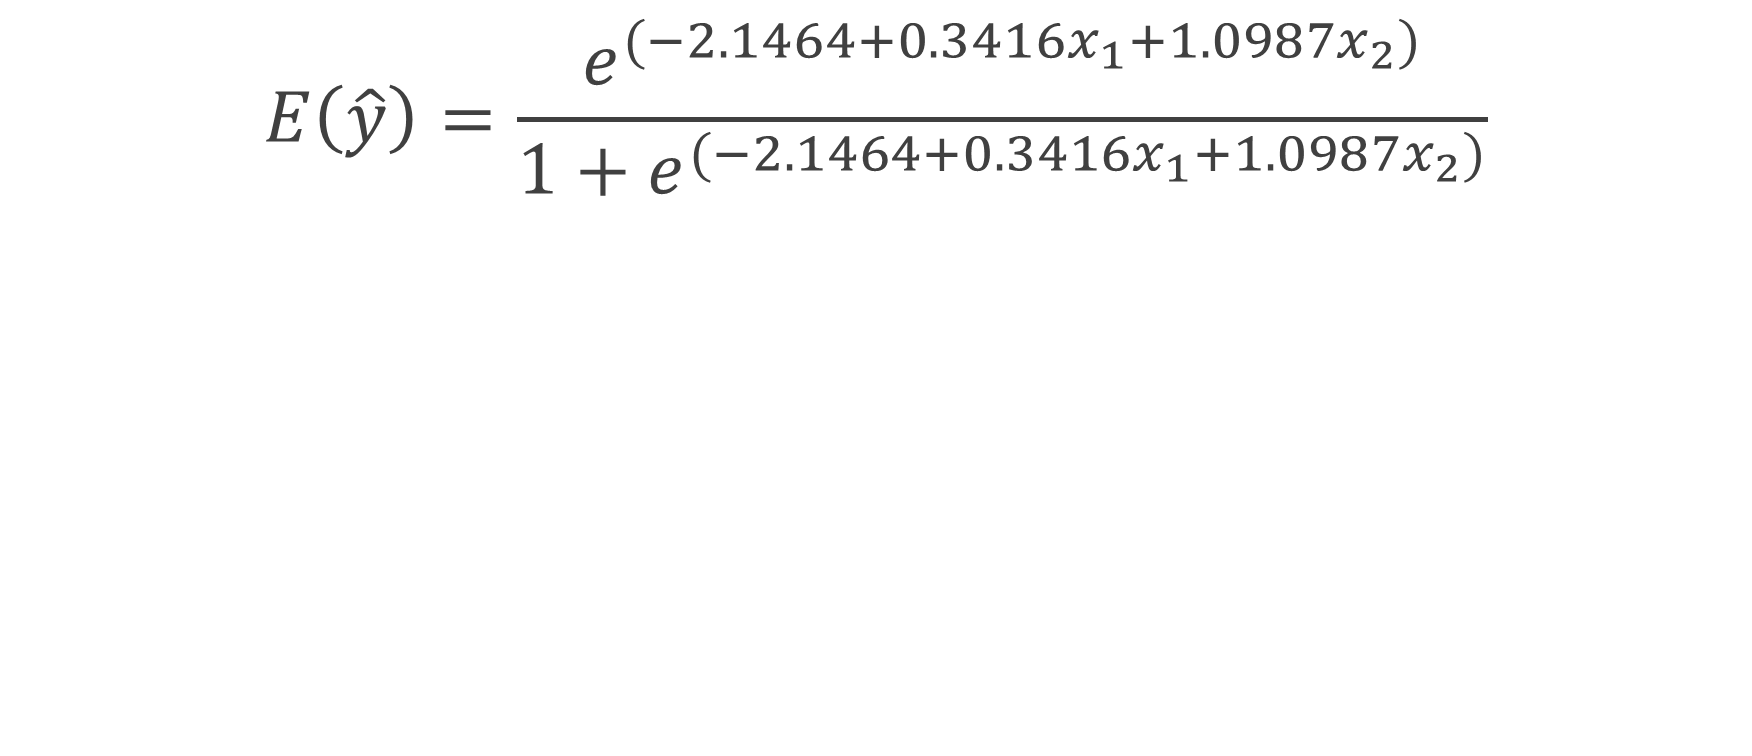 E(ŷ) = e^(−2.1464+0.3416x₁+1.0987x₂) / 1 + e^(−2.1464+0.3416x₁+1.0987x₂)